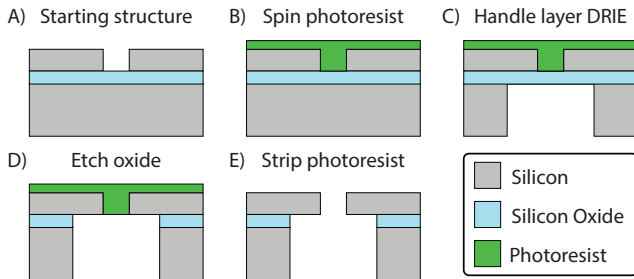 A) Starting structure
B) Spin photoresist
C) Handle layer DRIE
D) Etch oxide
E) Strip photoresist
Silicon
Silicon Oxide
Photoresist